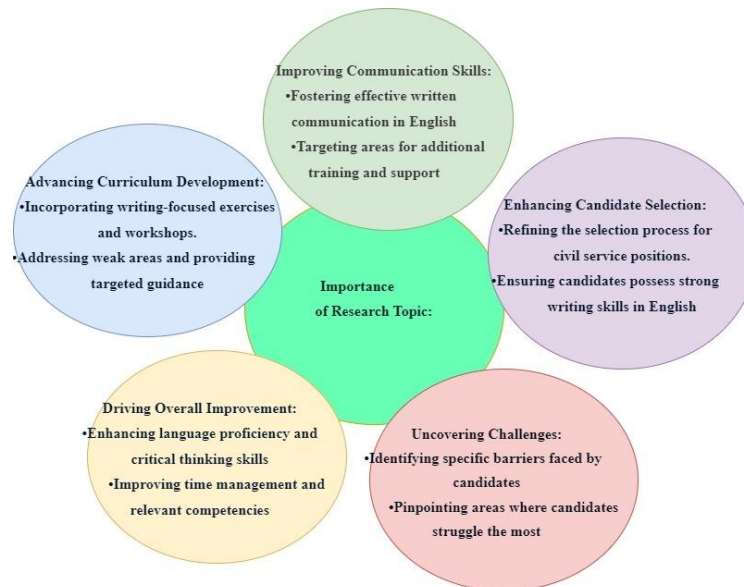 Improving Communication Skills:
•Fostering effective written
communication in English
•Targeting areas for additional
training and support
Advancing Curriculum Development:
•Incorporating writing-focused exercises
and workshops.
•Addressing weak areas and providing
targeted guidance
Enhancing Candidate Selection:
•Refining the selection process for
civil service positions.
•Ensuring candidates possess strong
writing skills in English
Importance
of Research Topic:
Driving Overall Improvement:
•Enhancing language proficiency and
critical thinking skills
•Improving time management and
relevant competencies
Uncovering Challenges:
•Identifying specific barriers faced by
candidates
•Pinpointing areas where candidates
struggle the most